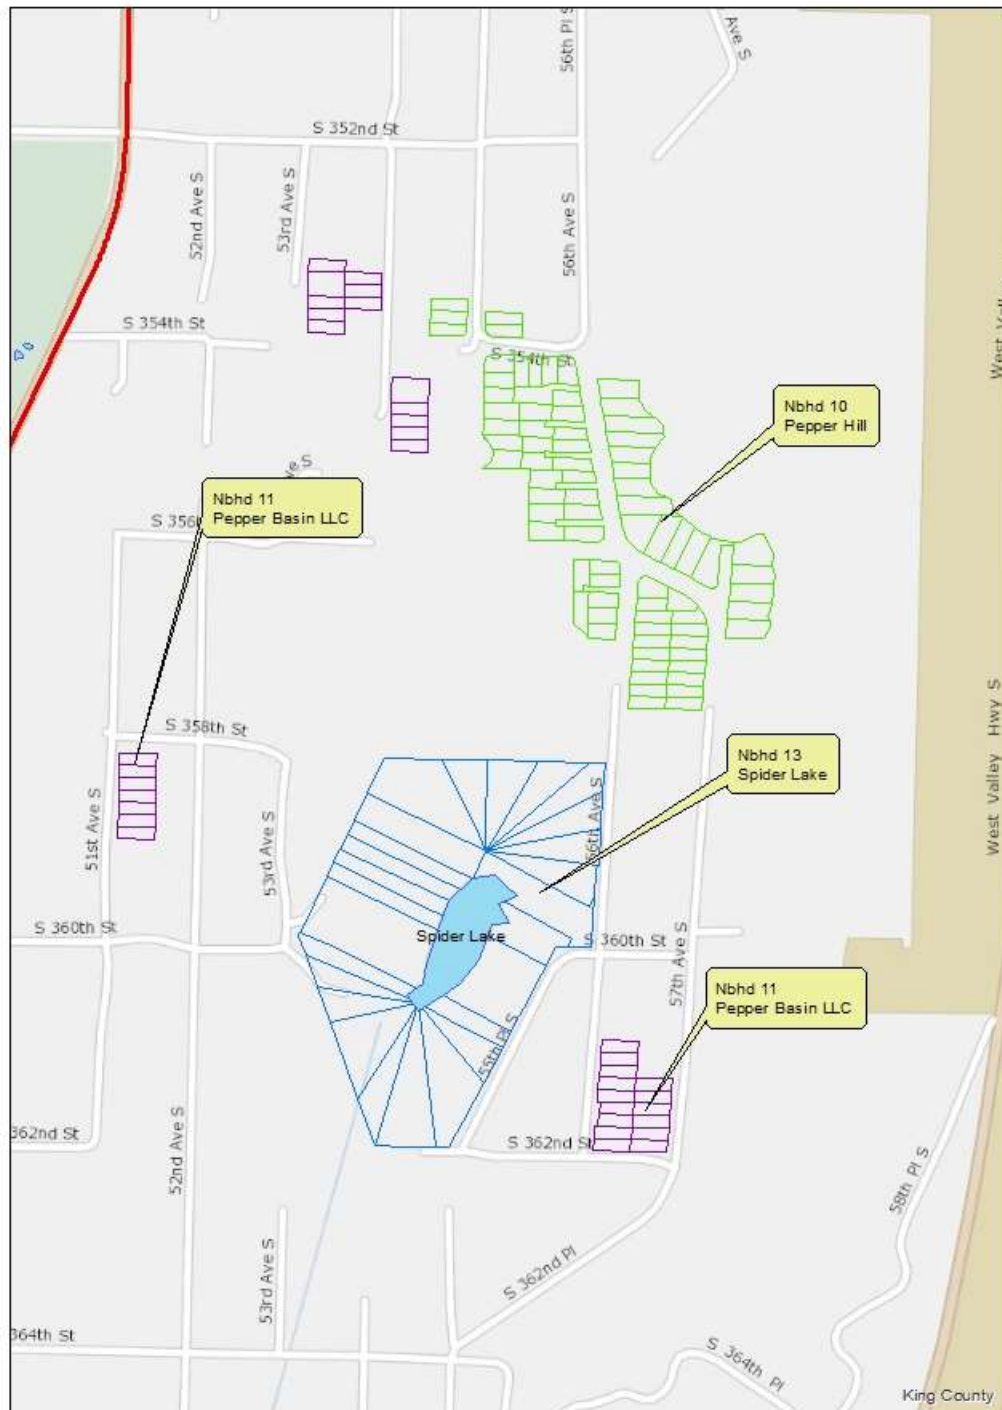 56th Pl S
Ave S
S 352nd St
52nd Ave S
53rd Ave S
56th Ave S
S 354th St
S 354th St
Nbhd 10
Pepper Hill
Ave S
Nbhd 11
Pepper Basin LLC
S 356
S 358th St
51st Ave S
53rd Ave S
Nbhd 13
Spider Lake
56th Ave S
West Valley Hwy S
S 360th St
Spider Lake
S 360th St
57th Ave S
Nbhd 11
Pepper Basin LLC
55th Pl S
362nd St
S 362nd St
52nd Ave S
58th Pl S
53rd Ave S
S 362nd Pl
364th St
S 364th Pl
King County